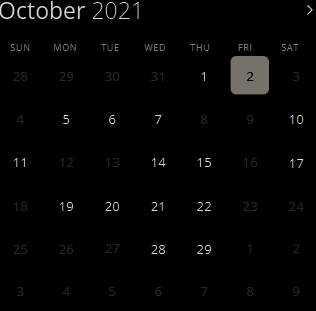 October 2021
SUN MON TUE WED THU FRI SAT
28 29 30 31 1 2 3
4 5 6 7 8 9 10
11 12 13 14 15 16 17
18 19 20 21 22 23 24
25 26 27 28 29 1 2
3 4 5 6 7 8 9